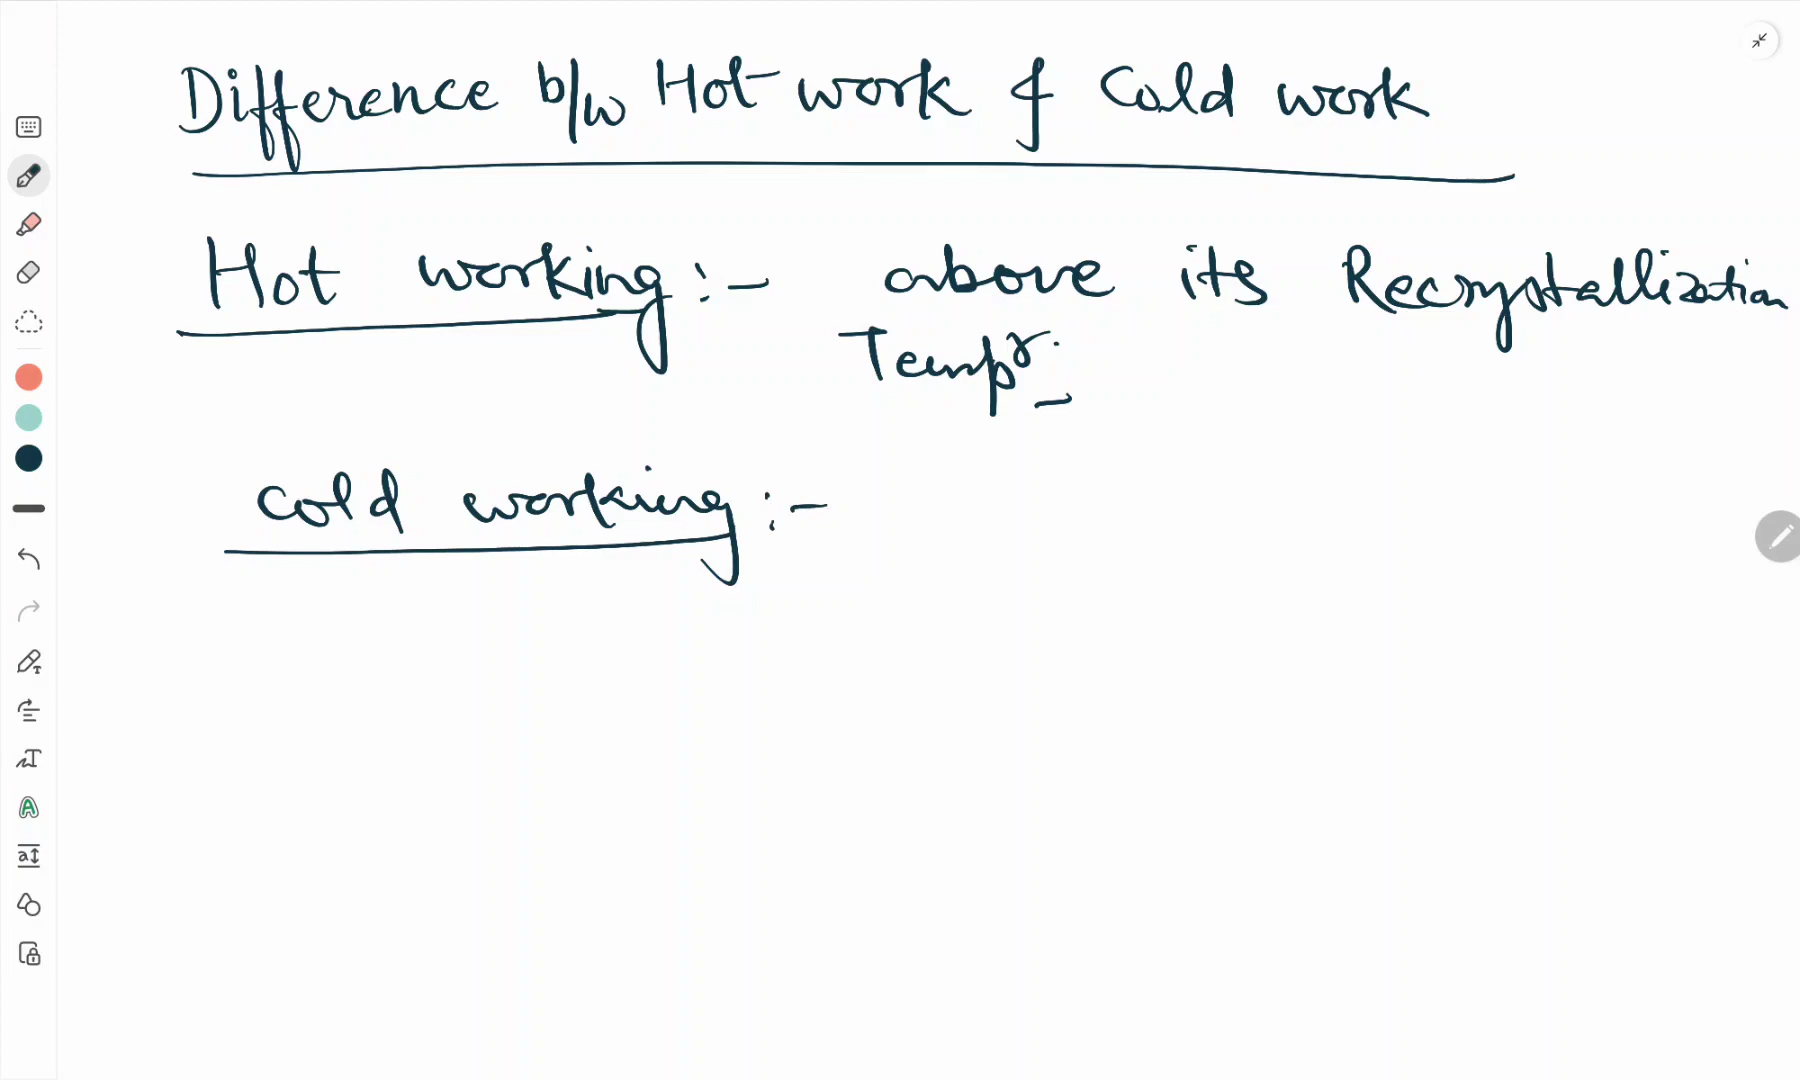 Difference b/w Hot work & Cold work
Hot working :- above its Recrystallization
Tempr.
Cold working :-